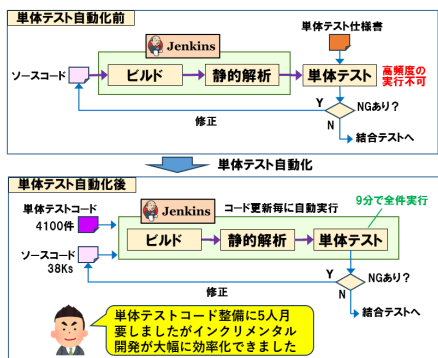 単体テスト自動化前
単体テスト仕様書
Jenkins
ソースコード
ビルド
静的解析
単体テスト
高頻度の
実行不可
Y
NGあり?
修正
N
結合テストへ
単体テスト自動化
単体テスト自動化後
単体テストコード
4100件
Jenkins
コード更新毎に自動実行
9分で全件実行
ビルド
静的解析
単体テスト
ソースコード
38Ks
Y
NGあり?
修正
N
結合テストへ
単体テストコード整備に5人月
要しましたがインクリメンタル
開発が大幅に効率化できました